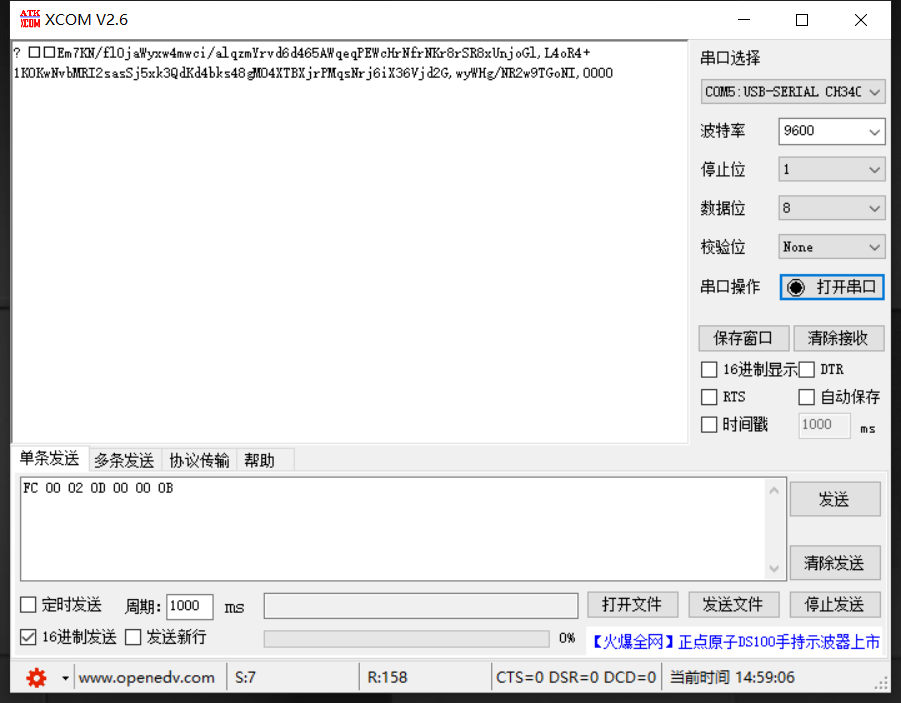 ATK XCOM XCOM V2.6
? □□Em7KN/fl0jaWyxw4mwci/alqzmYrvd6d465AWqeqPEWcHrNfrNKr8rSR8xUnjoGl,L4oR4+
1KOKwNvbMRI2sasSj5xk3QdKd4bks48gMO4XTBXjrPMqsNrj6iX36Vjd2G,wyWHg/NR2w9TGoNI,0000
串口选择
COM5:USB-SERIAL CH340
波特率 9600
停止位 1
数据位 8
校验位 None
串口操作 打开串口
保存窗口 清除接收
16进制显示 DTR
RTS 自动保存
时间戳 1000 ms
单条发送 多条发送 协议传输 帮助
FC 00 02 0D 00 00 0B
发送
清除发送
定时发送 周期: 1000 ms 打开文件 发送文件 停止发送
16进制发送 发送新行 0% 【火爆全网】正点原子DS100手持示波器上市
www.openedv.com S:7 R:158 CTS=0 DSR=0 DCD=0 当前时间 14:59:06